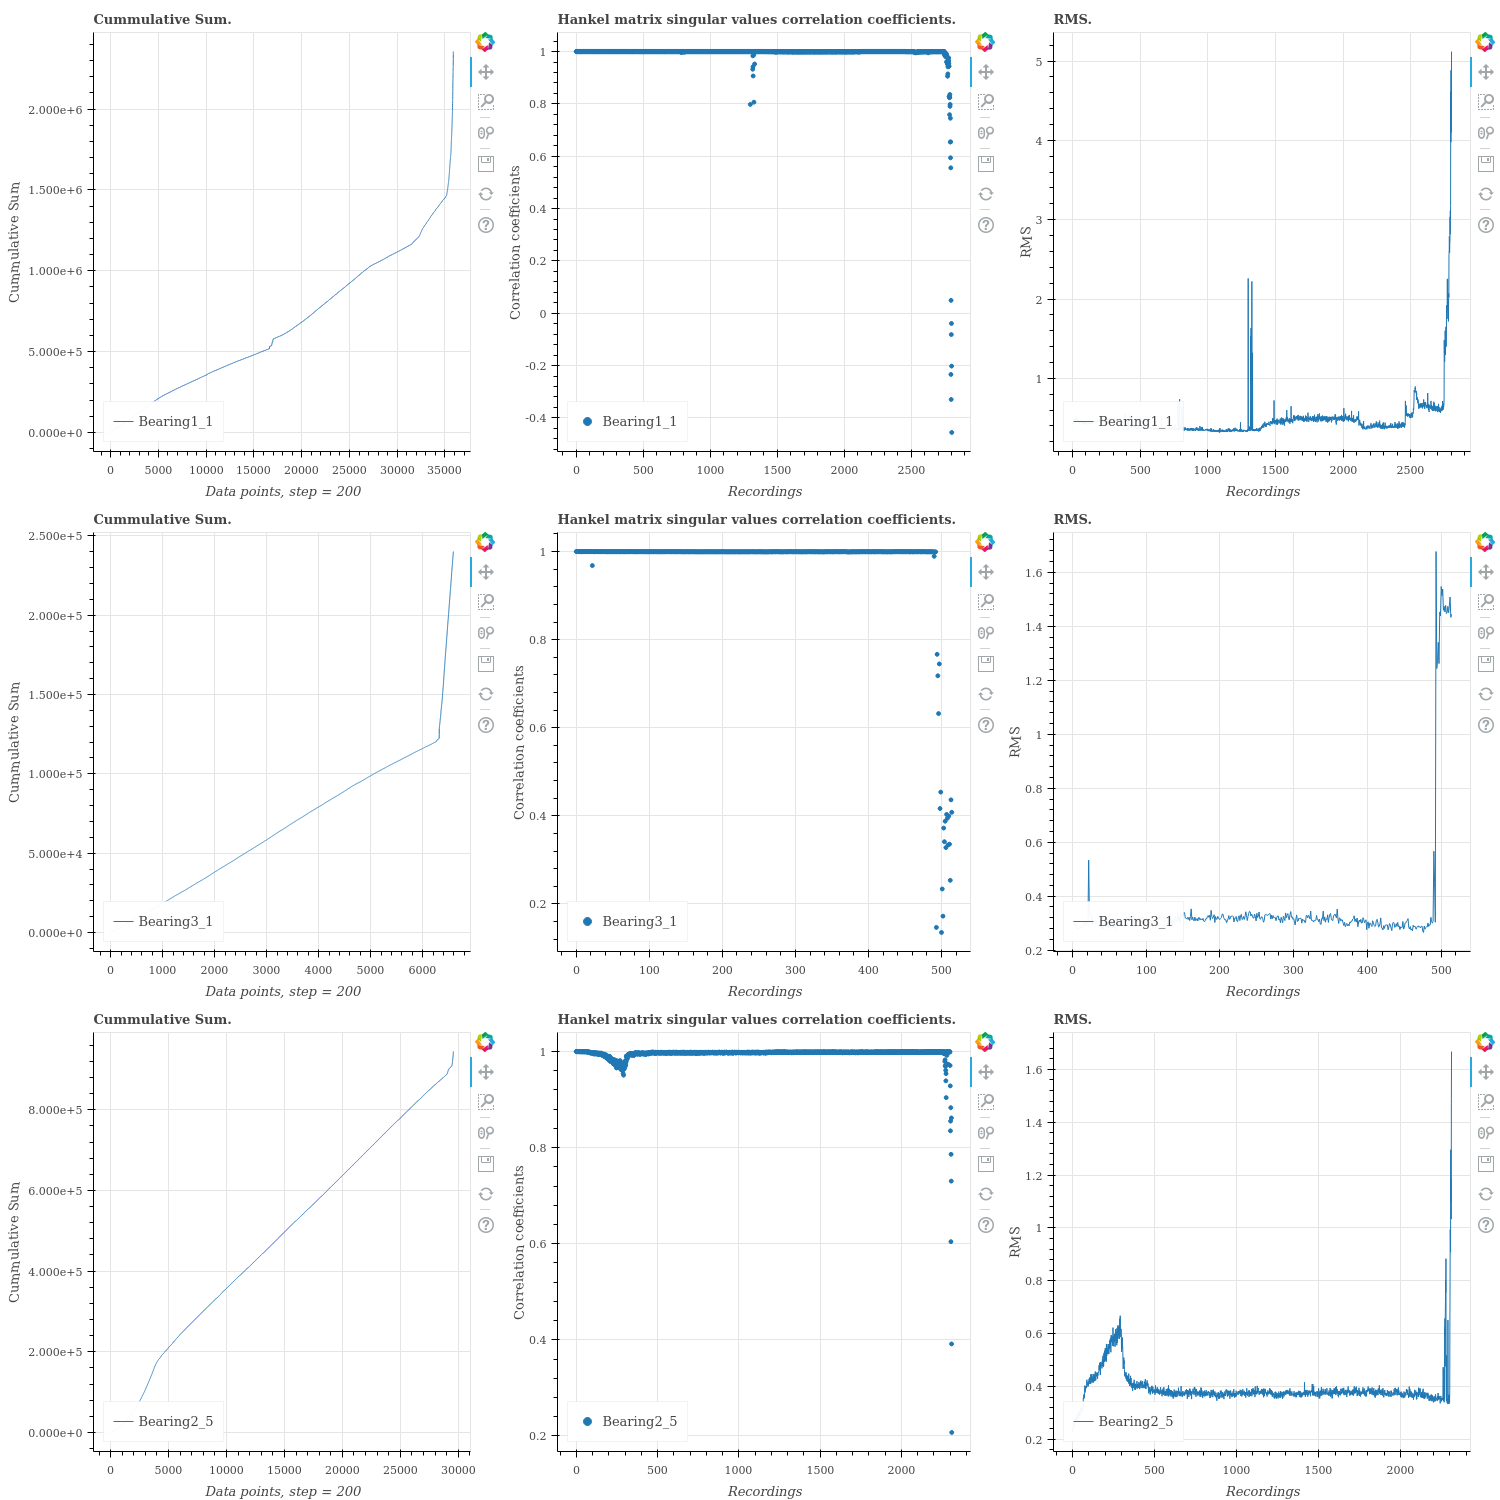 Cummulative Sum.
Cummulative Sum
2.000e+6
1.500e+6
1.000e+6
5.000e+5
0.000e+0
Bearing1_1
0 5000 10000 15000 20000 25000 30000 35000
Data points, step = 200
Hankel matrix singular values correlation coefficients.
Correlation coefficients
1
0.8
0.6
0.4
0.2
0
-0.2
-0.4
Bearing1_1
0 500 1000 1500 2000 2500
Recordings
RMS.
RMS
5
4
3
2
1
Bearing1_1
0 500 1000 1500 2000 2500
Recordings
Cummulative Sum.
Cummulative Sum
2.500e+5
2.000e+5
1.500e+5
1.000e+5
5.000e+4
0.000e+0
Bearing3_1
0 1000 2000 3000 4000 5000 6000
Data points, step = 200
Hankel matrix singular values correlation coefficients.
Correlation coefficients
1
0.8
0.6
0.4
0.2
Bearing3_1
0 100 200 300 400 500
Recordings
RMS.
RMS
1.6
1.4
1.2
1
0.8
0.6
0.4
0.2
Bearing3_1
0 100 200 300 400 500
Recordings
Cummulative Sum.
Cummulative Sum
8.000e+5
6.000e+5
4.000e+5
2.000e+5
0.000e+0
Bearing2_5
0 5000 10000 15000 20000 25000 30000
Data points, step = 200
Hankel matrix singular values correlation coefficients.
Correlation coefficients
1
0.8
0.6
0.4
0.2
Bearing2_5
0 500 1000 1500 2000
Recordings
RMS.
RMS
1.6
1.4
1.2
1
0.8
0.6
0.4
0.2
Bearing2_5
0 500 1000 1500 2000
Recordings